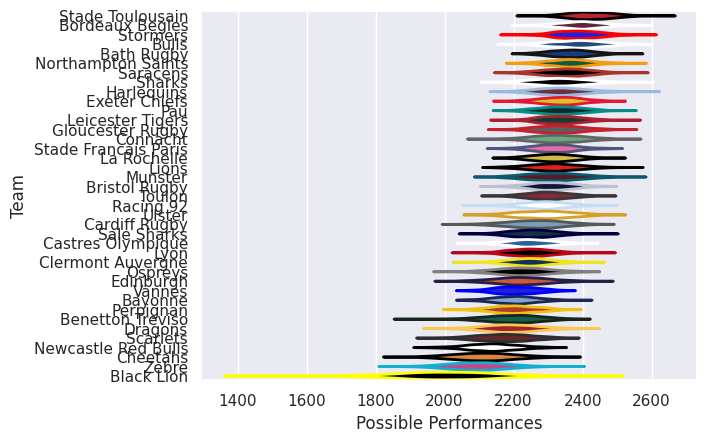 Stade Toulousain
Bordeaux Bègles
Stormers
Bulls
Bath Rugby
Northampton Saints
Saracens
Sharks
Harlequins
Exeter Chiefs
Pau
Leicester Tigers
Gloucester Rugby
Connacht
Stade Francais Paris
La Rochelle
Lions
Munster
Bristol Rugby
Toulon
Racing 92
Ulster
Cardiff Rugby
Sale Sharks
Castres Olympique
Lyon
Clermont Auvergne
Ospreys
Edinburgh
Vannes
Bayonne
Perpignan
Benetton Treviso
Dragons
Scarlets
Newcastle Red Bulls
Cheetahs
Zebre
Black Lion
Team
1400 1600 1800 2000 2200 2400 2600
Possible Performances